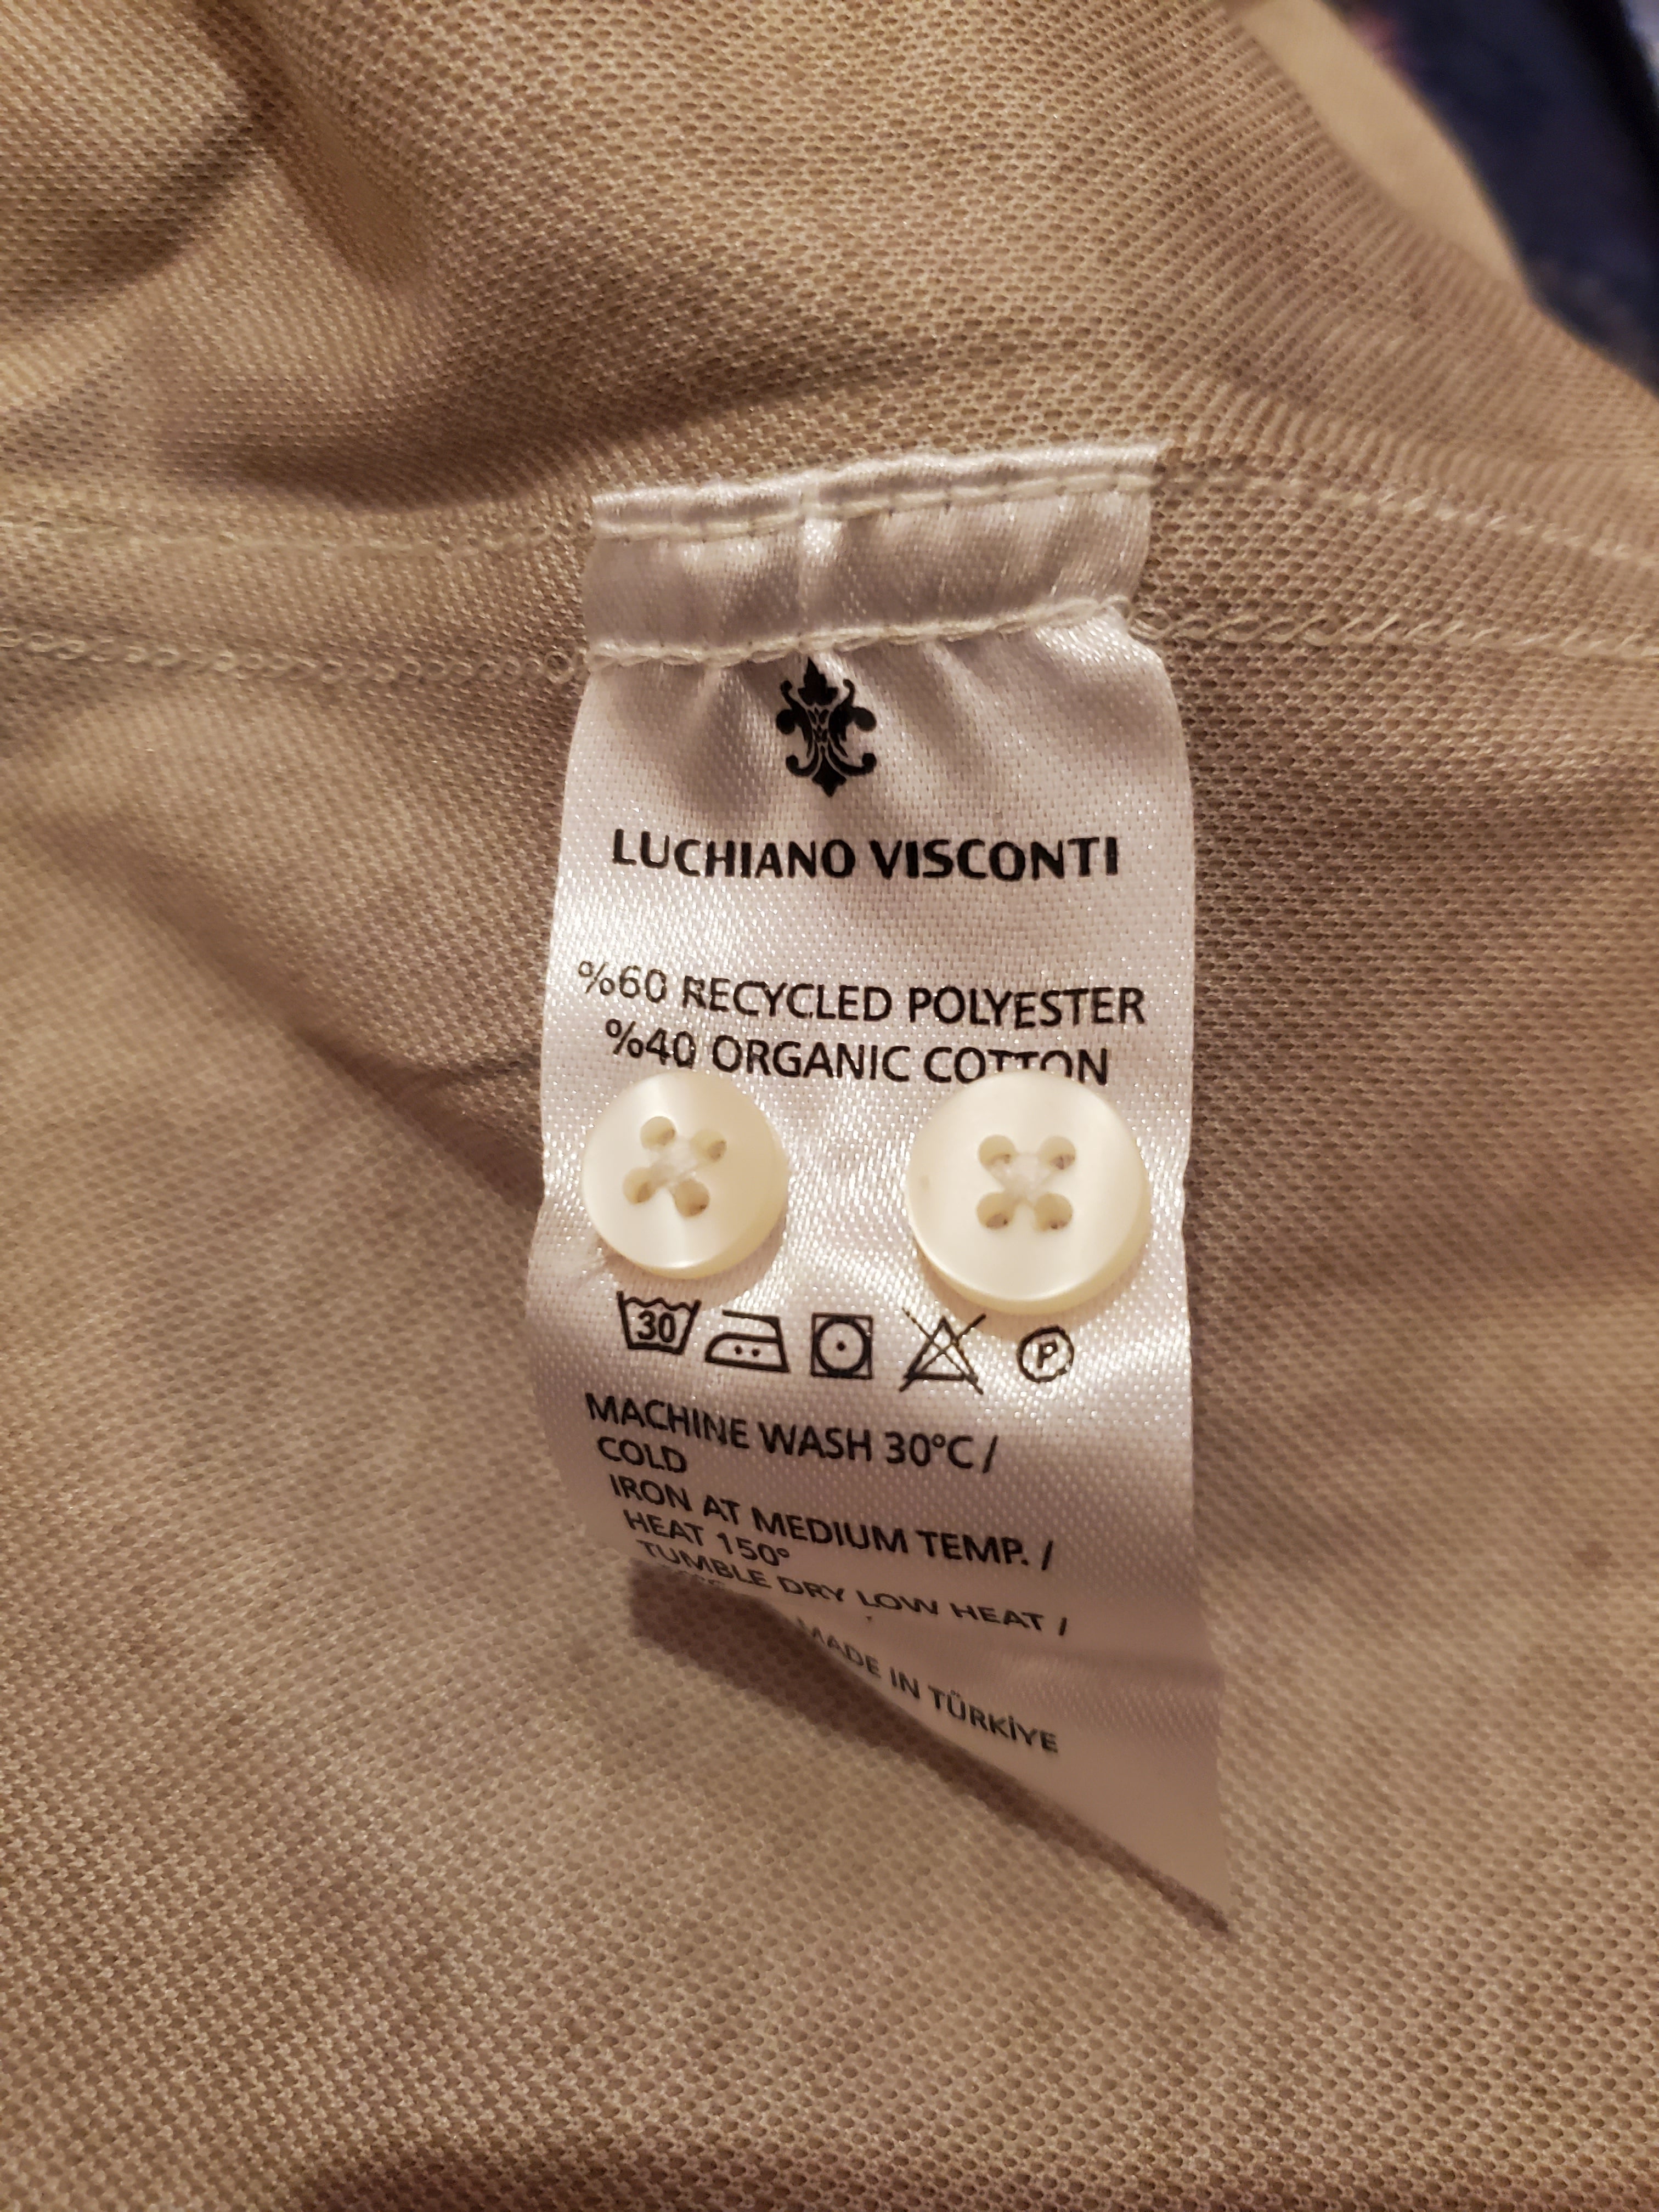 LUCHIANO VISCONTI
%60 RECYCLED POLYESTER
%40 ORGANIC COTTON
30
P
MACHINE WASH 30°C /
COLD
IRON AT MEDIUM TEMP. /
HEAT 150°
TUMBLE DRY LOW HEAT /
MADE IN TÜRKİYE